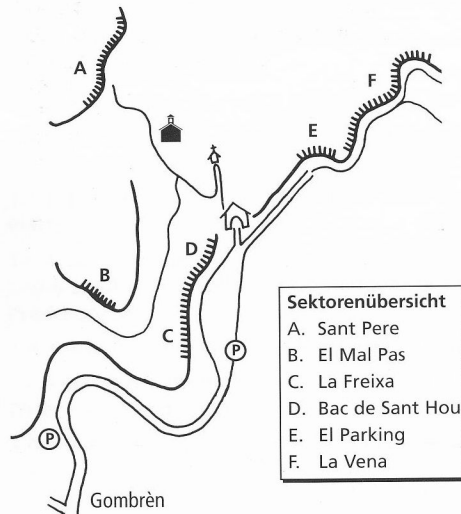 A
F
E
D
B
C
P
P
Gombrèn
Sektorenübersicht
A. Sant Pere
B. El Mal Pas
C. La Freixa
D. Bac de Sant Hou
E. El Parking
F. La Vena